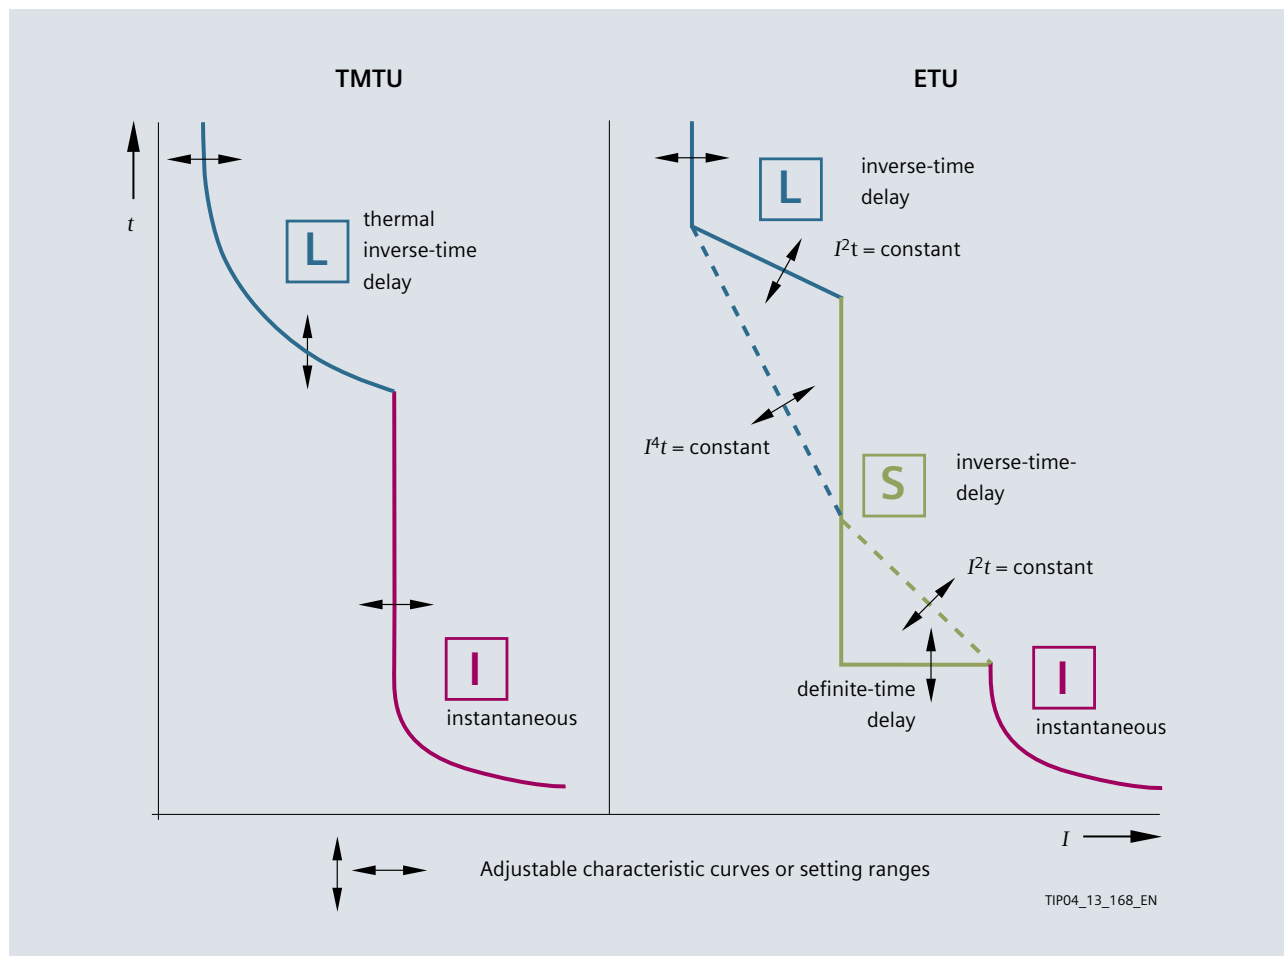 TMTU
ETU
t
L
thermal
inverse-time
delay
I
instantaneous
L
inverse-time
delay
I²t = constant
I⁴t = constant
S
inverse-time-
delay
I²t = constant
definite-time
delay
I
instantaneous
I
Adjustable characteristic curves or setting ranges
TIP04_13_168_EN